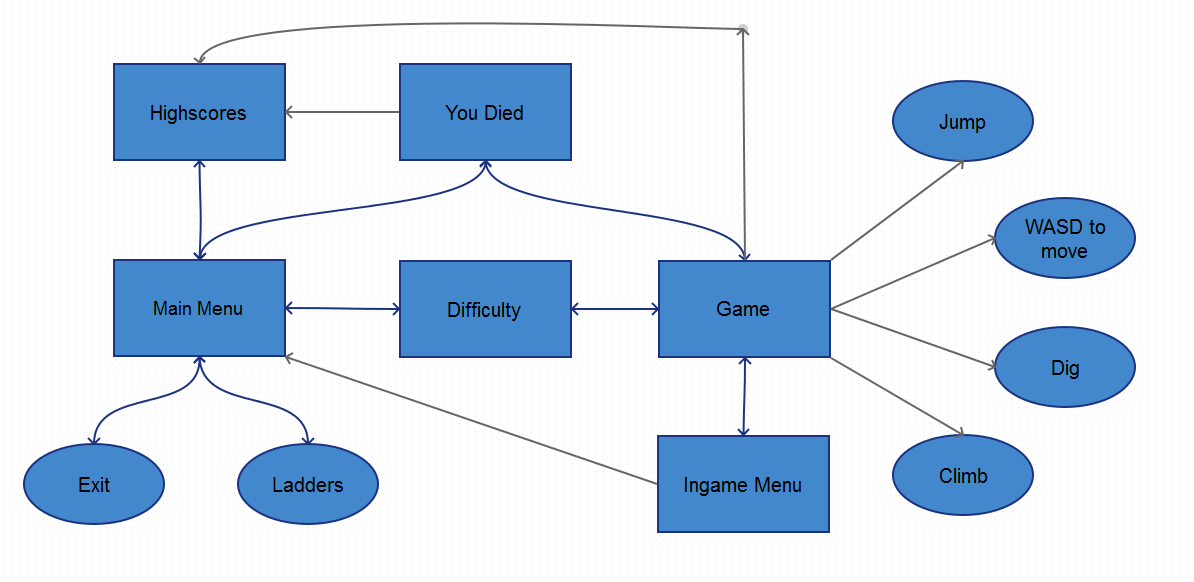 Highscores
You Died
Jump
WASD to
move
Main Menu
Difficulty
Game
Dig
Exit
Ladders
Ingame Menu
Climb